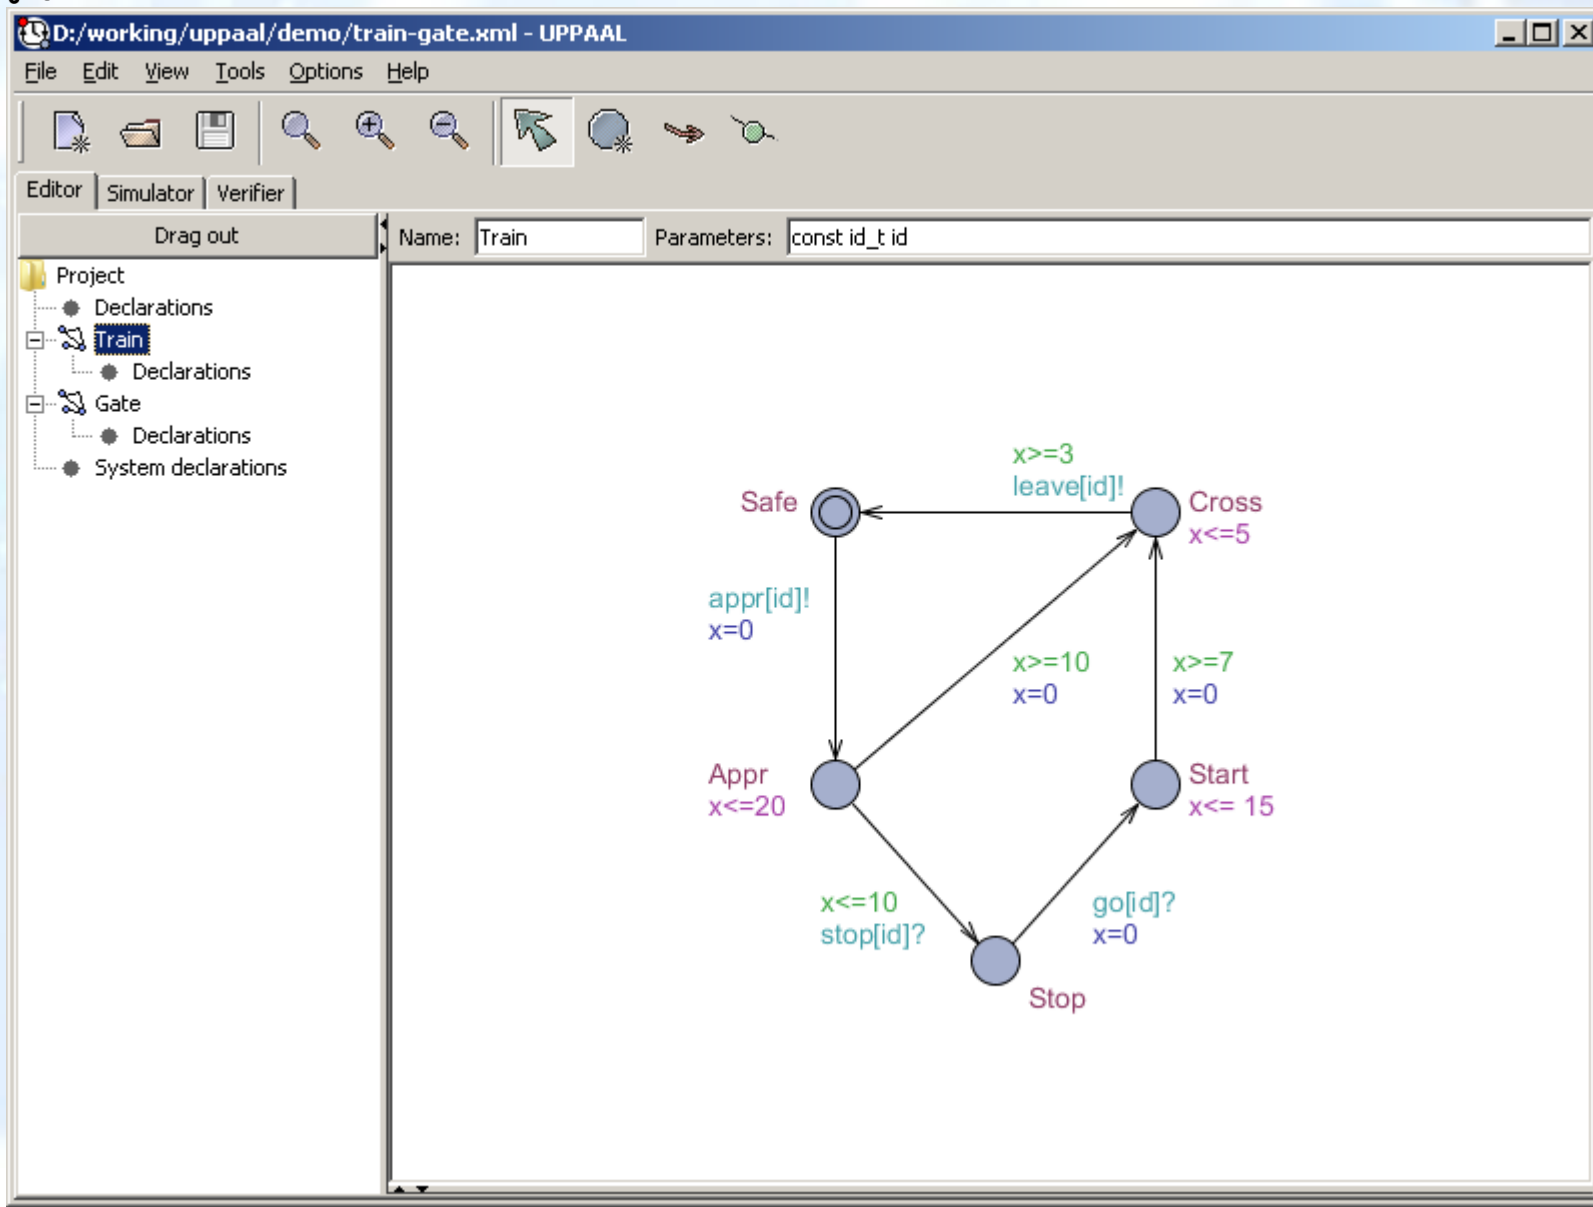 D:/working/uppaal/demo/train-gate.xml - UPPAAL
File Edit View Tools Options Help
Editor Simulator Verifier
Drag out
Name: Train Parameters: const id_t id
Project
Declarations
Train
Declarations
Gate
Declarations
System declarations
x>=3
leave[id]!
Safe
Cross
x<=5
appr[id]!
x=0
x>=10
x=0
x>=7
x=0
Appr
x<=20
Start
x<= 15
x<=10
stop[id]?
go[id]?
x=0
Stop